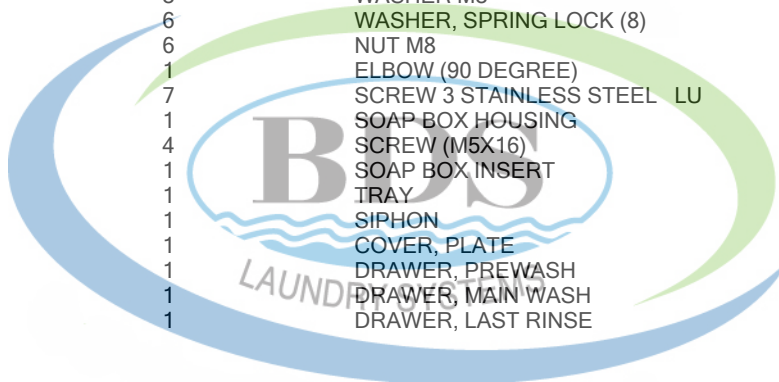 WASHER
6 WASHER, SPRING LOCK (8)
6 NUT M8
1 ELBOW (90 DEGREE)
7 SCREW 3 STAINLESS STEEL LU
1 SOAP BOX HOUSING
4 SCREW (M5X16)
1 SOAP BOX INSERT
1 TRAY
1 SIPHON
1 COVER, PLATE
1 DRAWER, PREWASH
1 DRAWER, MAIN WASH
1 DRAWER, LAST RINSE
BDS
LAUNDRY SYSTEMS